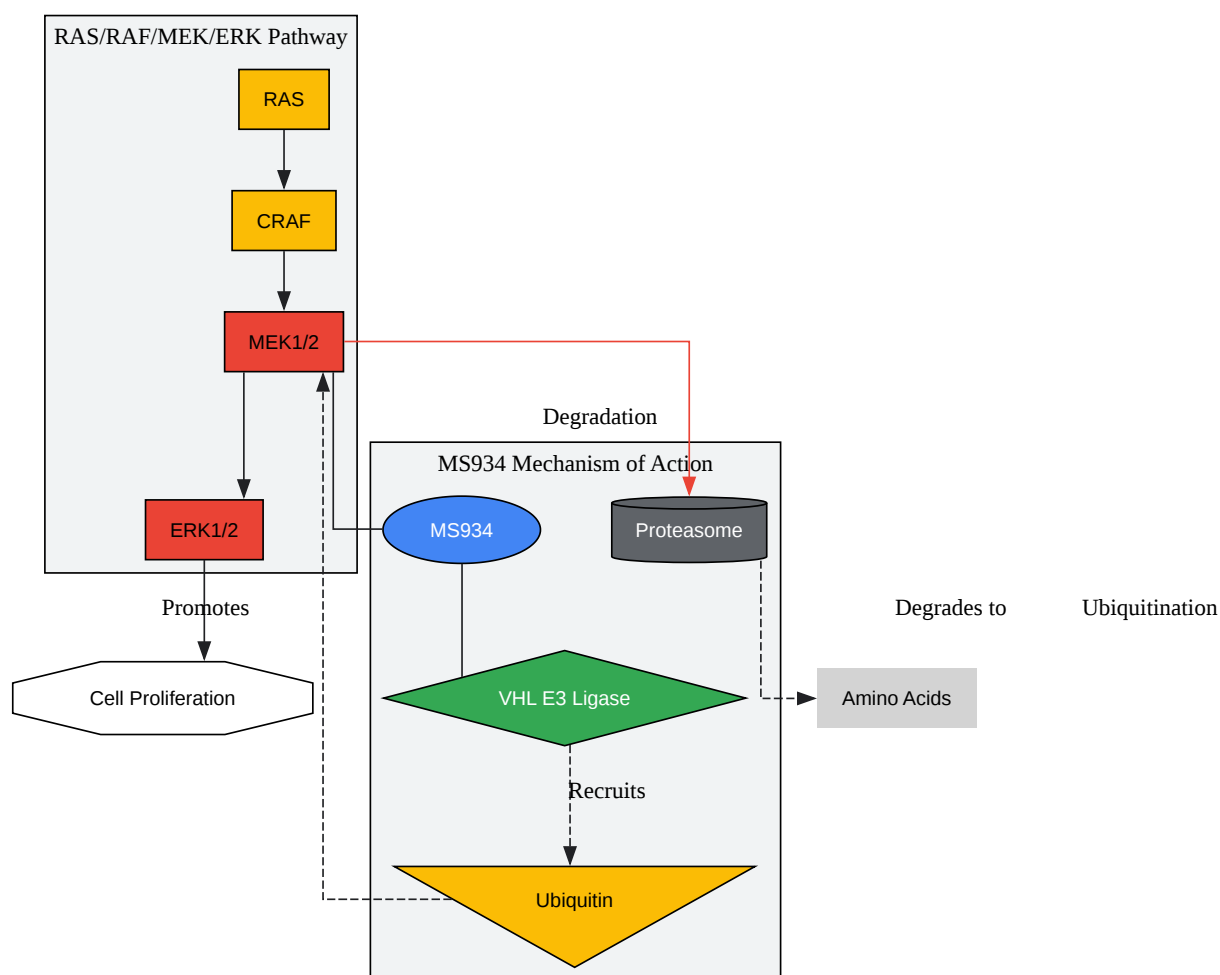 RAS/RAF/MEK/ERK Pathway
RAS
CRAF
MEK1/2
Degradation
MS934 Mechanism of Action
ERK1/2
MS934
Proteasome
Promotes
Degrades to
Ubiquitination
Cell Proliferation
VHL E3 Ligase
Amino Acids
Recruits
Ubiquitin